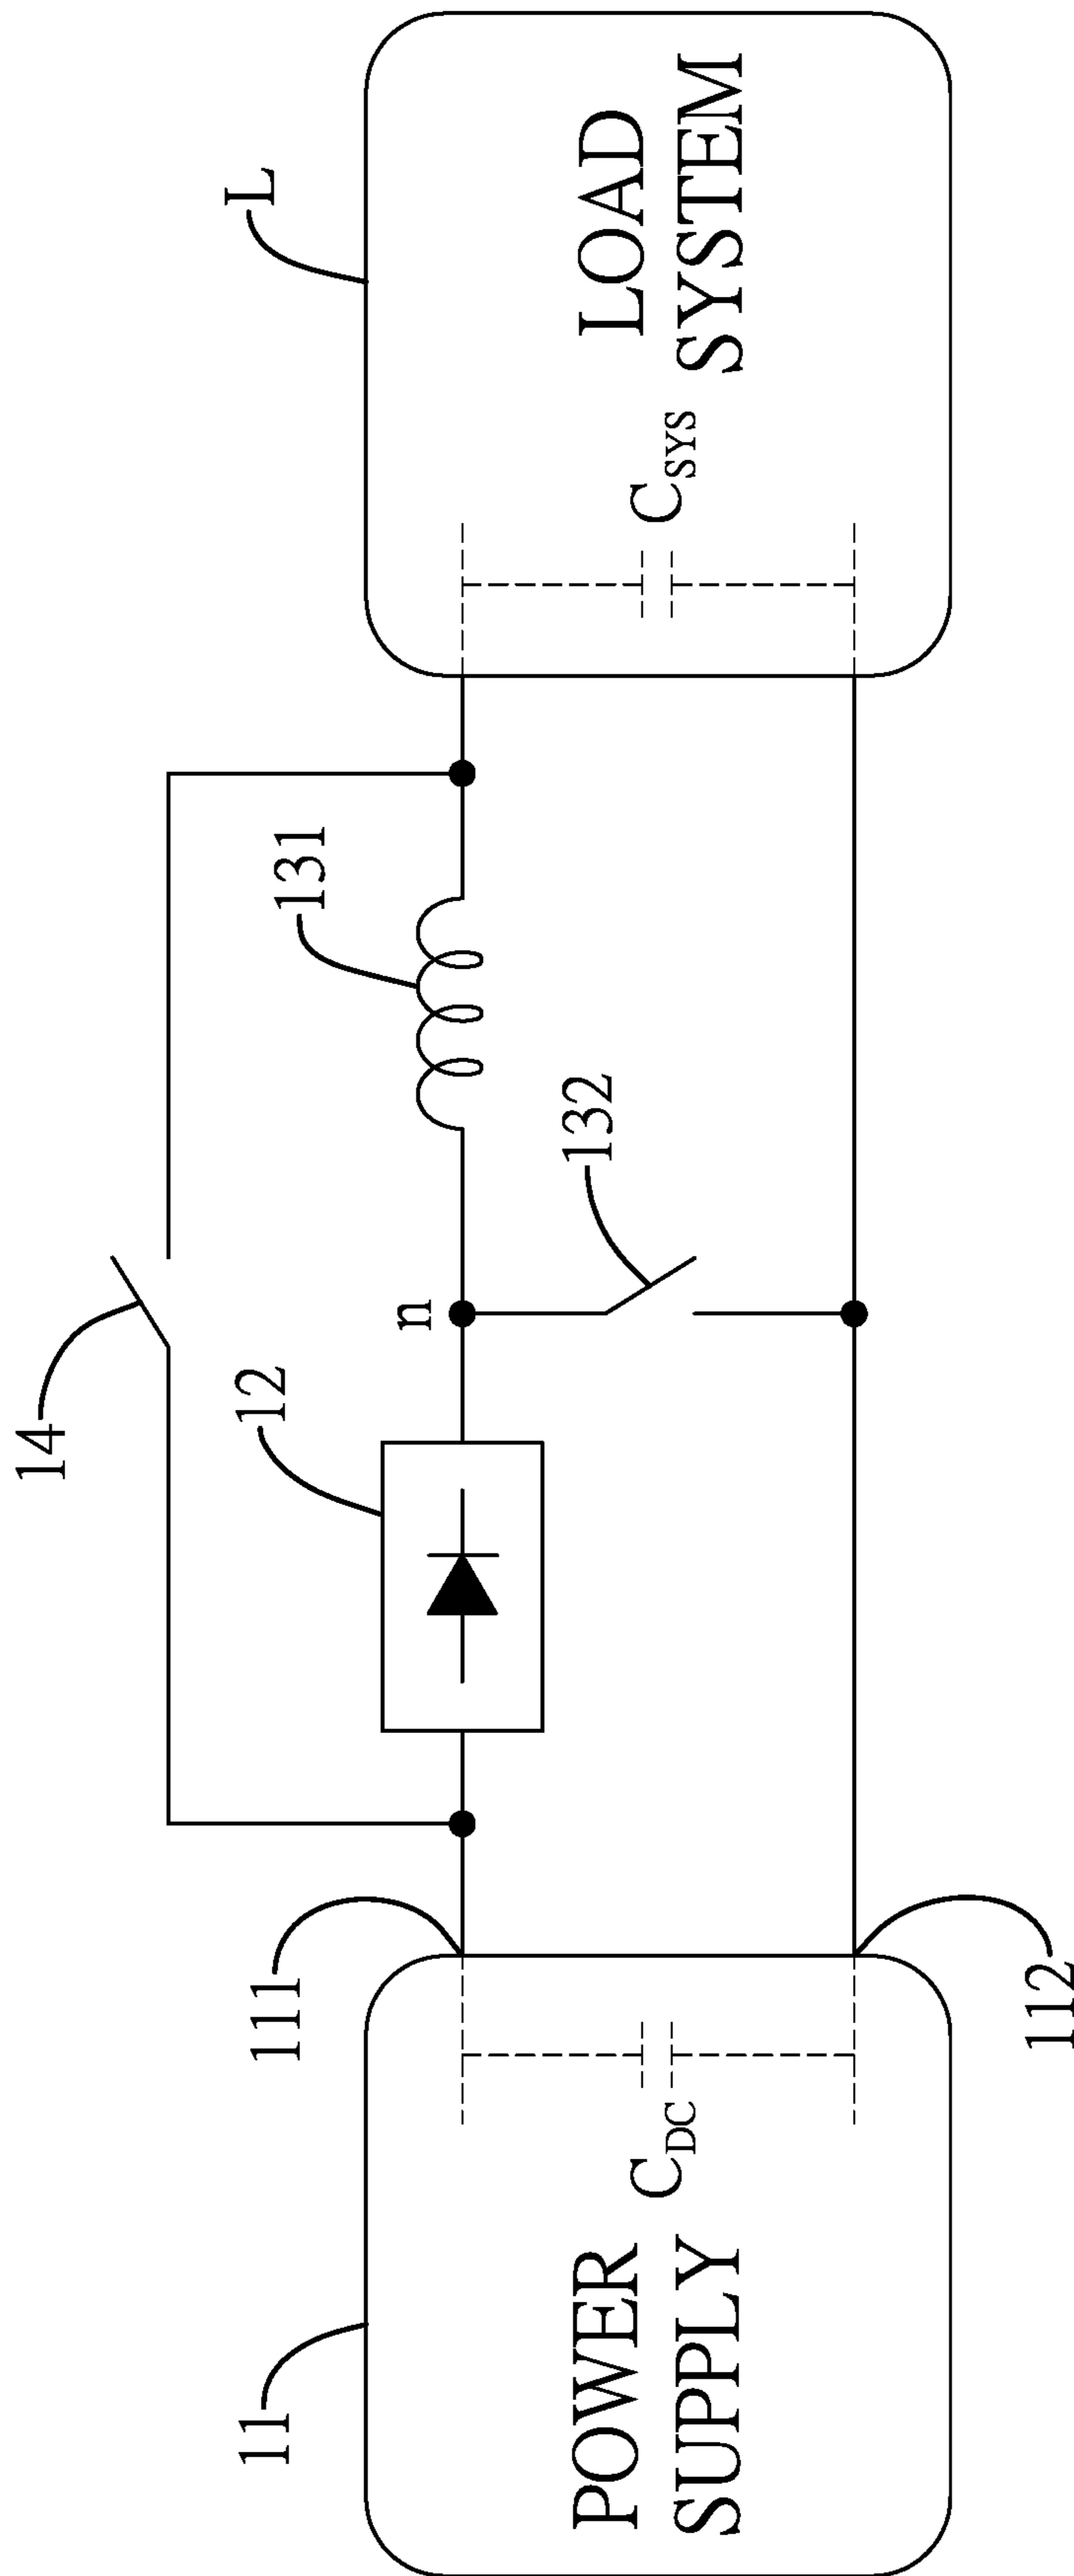 14
L
12
131
n
132
111
11
POWER
SUPPLY
C_DC
C_SYS
LOAD
SYSTEM
112